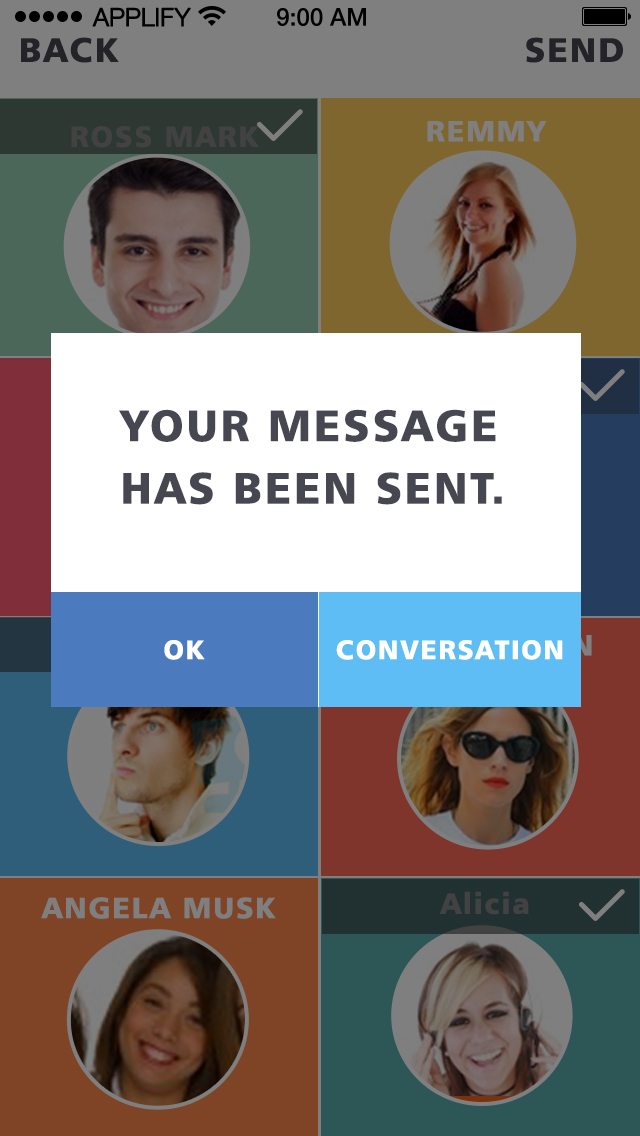 APPLIFY 9:00 AM
BACK SEND
ROSS MARK REMMY
YOUR MESSAGE
HAS BEEN SENT.
OK CONVERSATION
N
ANGELA MUSK Alicia